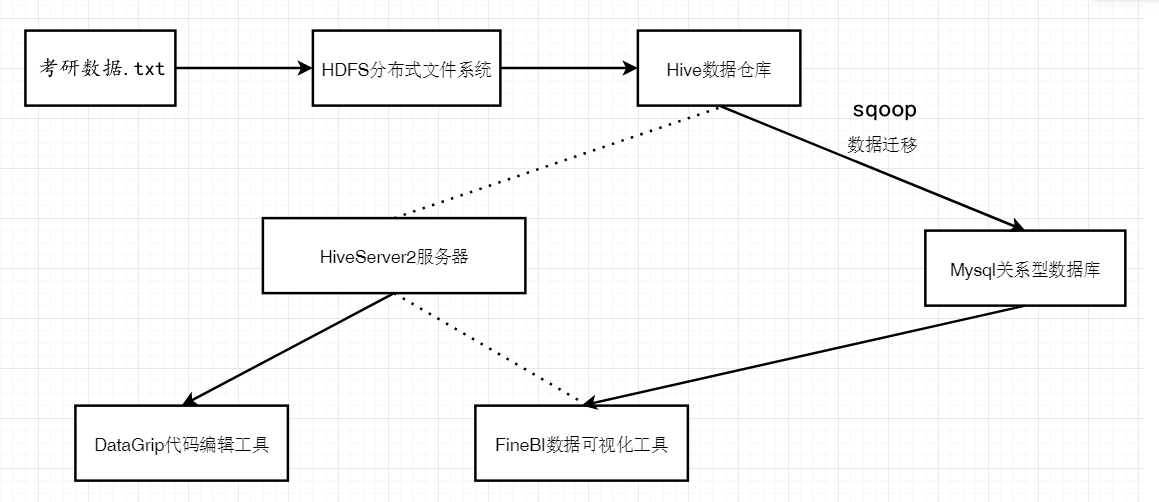 考研数据.txt
HDFS分布式文件系统
Hive数据仓库
sqoop
数据迁移
HiveServer2服务器
Mysql关系型数据库
DataGrip代码编辑工具
FineBI数据可视化工具